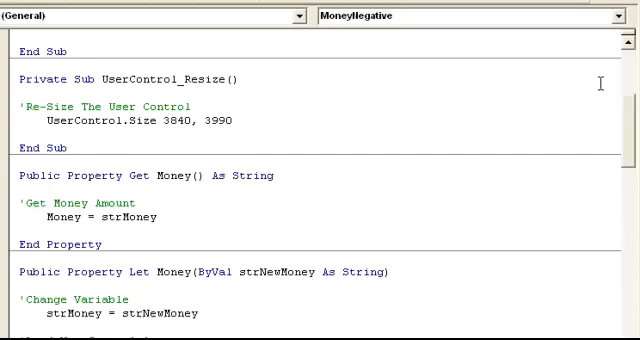 (General) MoneyNegative
End Sub
Private Sub UserControl_Resize()
'Re-Size The User Control
UserControl.Size 3840, 3990
End Sub
Public Property Get Money() As String
'Get Money Amount
Money = strMoney
End Property
Public Property Let Money(ByVal strNewMoney As String)
'Change Variable
strMoney = strNewMoney